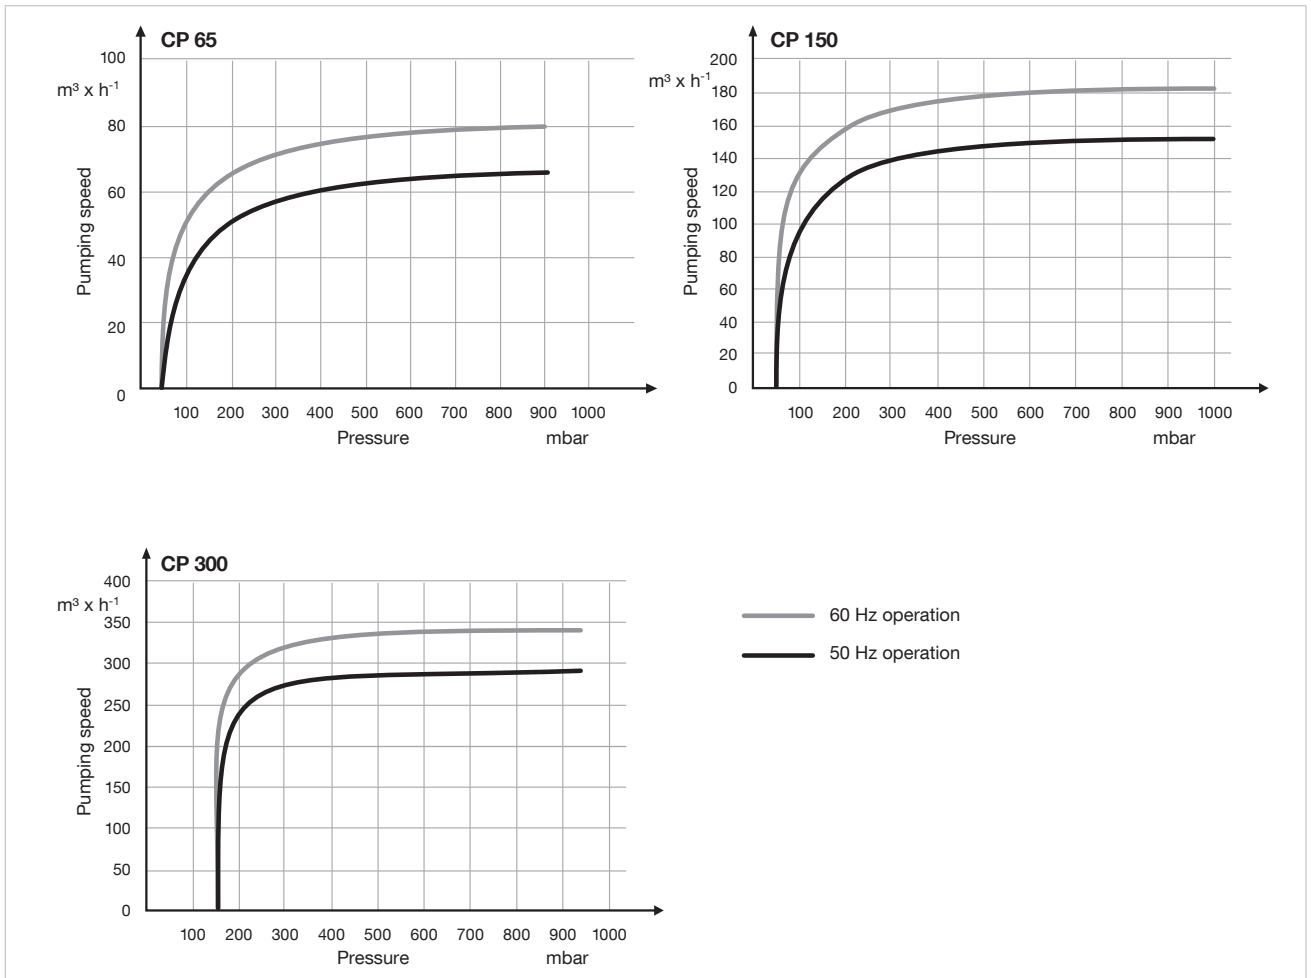 CP 65
100
m³ x h⁻¹
80
60
40
20
0
Pumping speed
100 200 300 400 500 600 700 800 900 1000
Pressure mbar
CP 150
200
m³ x h⁻¹
180
160
140
120
100
80
60
40
20
0
Pumping speed
100 200 300 400 500 600 700 800 900 1000
Pressure mbar
CP 300
400
m³ x h⁻¹
350
300
250
200
150
100
50
0
Pumping speed
100 200 300 400 500 600 700 800 900 1000
Pressure mbar
60 Hz operation
50 Hz operation